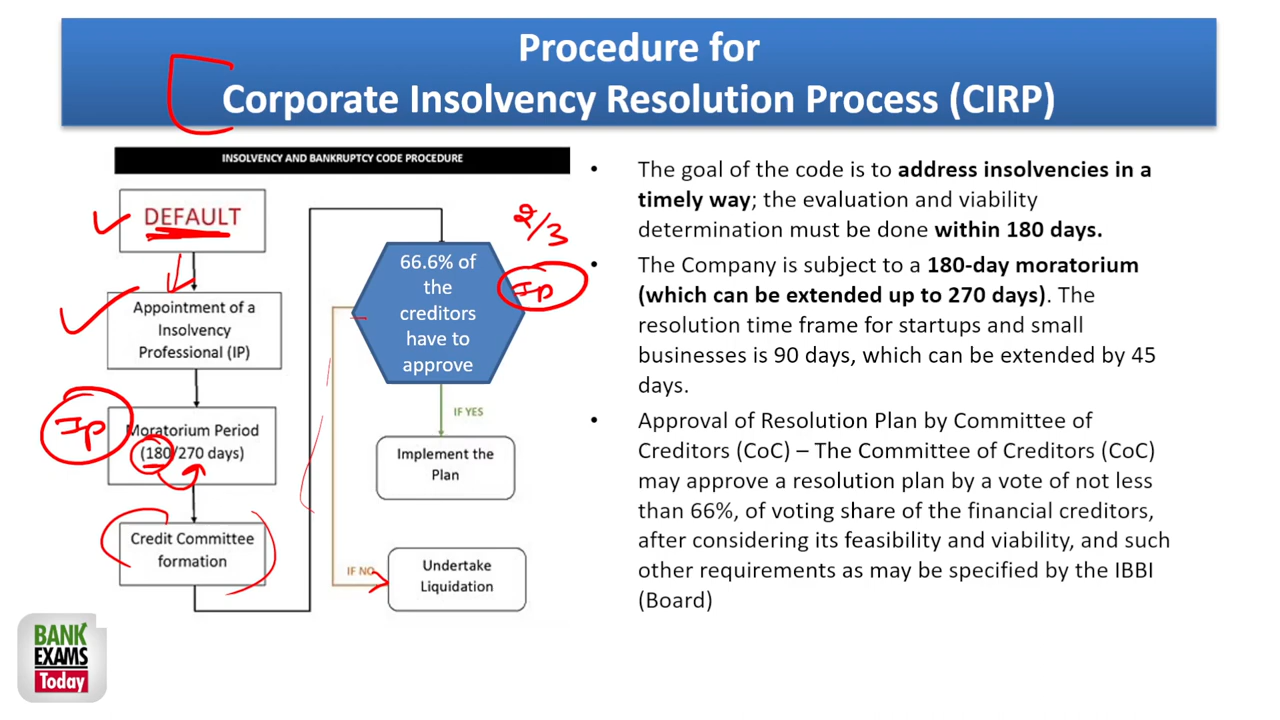 Procedure for
Corporate Insolvency Resolution Process (CIRP)
INSOLVENCY AND BANKRUPTCY CODE PROCEDURE
DEFAULT
Appointment of a
Insolvency
Professional (IP)
Ip
Moratorium Period
(180/270 days)
Credit Committee
formation
2/3
Ip
66.6% of
the
creditors
have to
approve
IF YES
Implement the
Plan
IF NO
Undertake
Liquidation
• The goal of the code is to address insolvencies in a
timely way; the evaluation and viability
determination must be done within 180 days.
• The Company is subject to a 180-day moratorium
(which can be extended up to 270 days). The
resolution time frame for startups and small
businesses is 90 days, which can be extended by 45
days.
• Approval of Resolution Plan by Committee of
Creditors (CoC) – The Committee of Creditors (CoC)
may approve a resolution plan by a vote of not less
than 66%, of voting share of the financial creditors,
after considering its feasibility and viability, and such
other requirements as may be specified by the IBBI
(Board)
BANK
EXAMS
Today